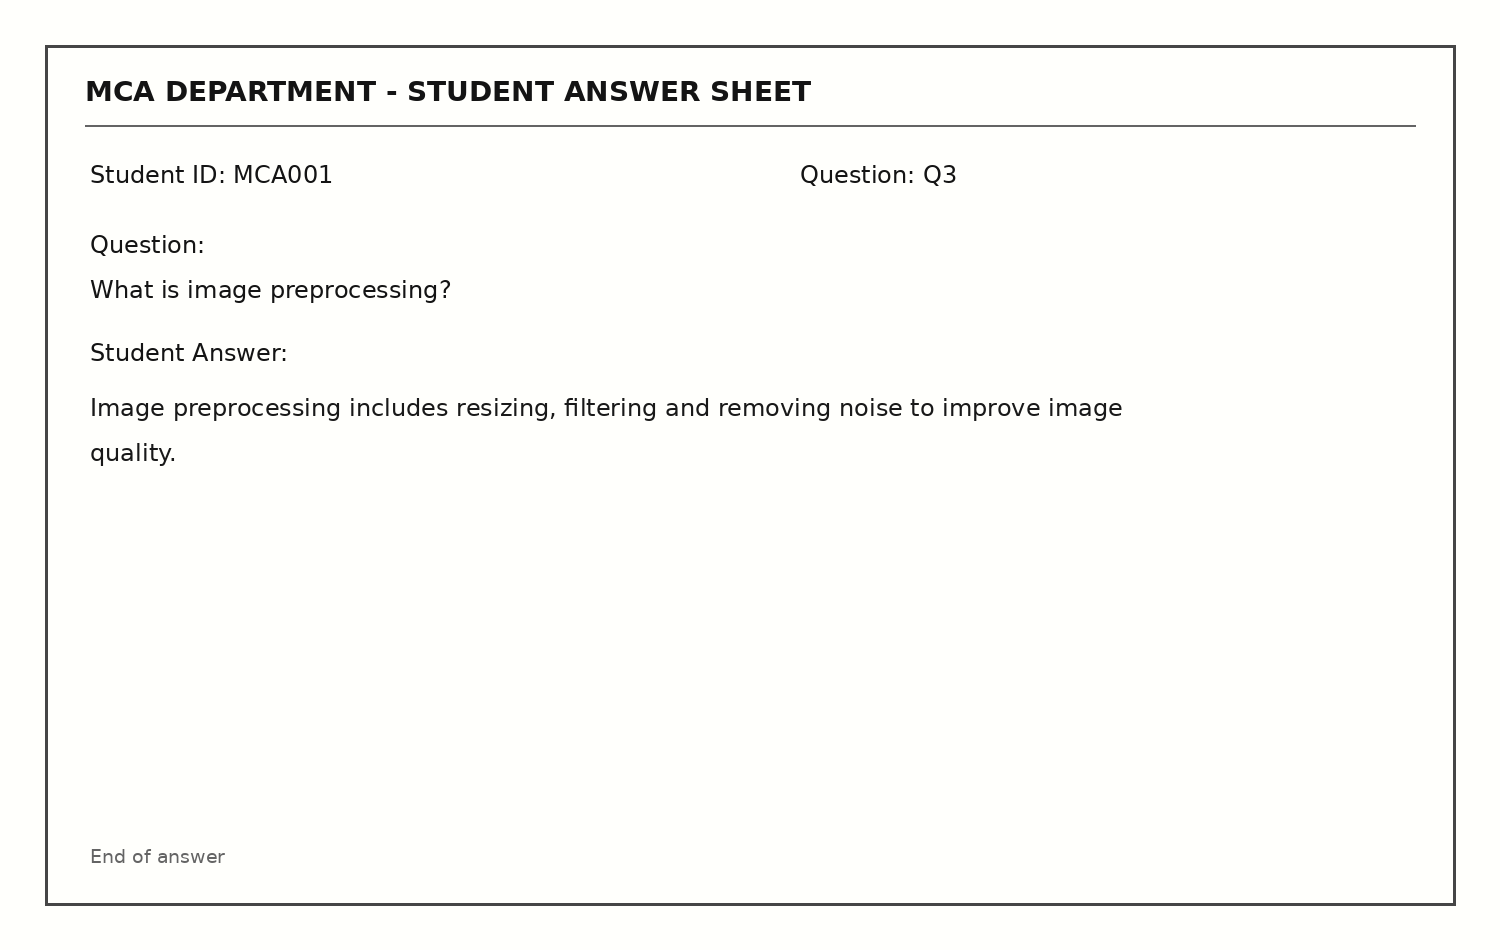 MCA DEPARTMENT - STUDENT ANSWER SHEET
Student ID: MCA001 Question: Q3
Question:
What is image preprocessing?
Student Answer:
Image preprocessing includes resizing, filtering and removing noise to improve image
quality.
End of answer